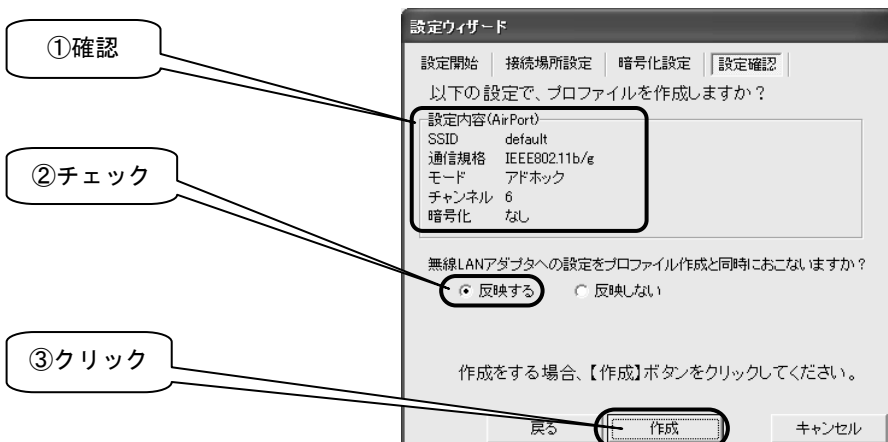 ①確認
②チェック
③クリック
設定ウィザード
設定開始 接続場所設定 暗号化設定 設定確認
以下の設定で、プロファイルを作成しますか？
設定内容(AirPort)
SSID default
通信規格 IEEE802.11b/g
モード アドホック
チャンネル 6
暗号化 なし
無線LANアダプタへの設定をプロファイル作成と同時におこないますか？
反映する 反映しない
作成をする場合、【作成】ボタンをクリックしてください。
戻る 作成 キャンセル